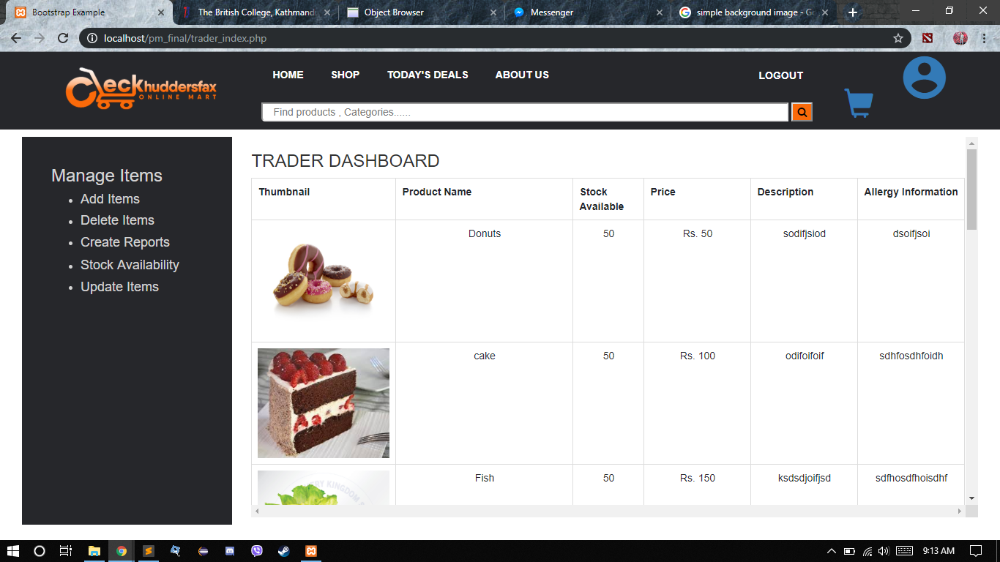 Bootstrap Example
The British College, Kathmand
Object Browser
Messenger
simple background image - Go
localhost/pm_final/trader_index.php
Checkhuddersfax
ONLINE MART
HOME SHOP TODAY'S DEALS ABOUT US LOGOUT
Find products , Categories......
Manage Items
Add Items
Delete Items
Create Reports
Stock Availability
Update Items
TRADER DASHBOARD
Thumbnail Product Name Stock Available Price Description Allergy Information
Donuts 50 Rs. 50 sodifjsiod dsoifjsoi
cake 50 Rs. 100 odifoifoif sdhfosdhfoidh
Fish 50 Rs. 150 ksdsdjoifjsd sdfhosdfhoisdhf
9:13 AM